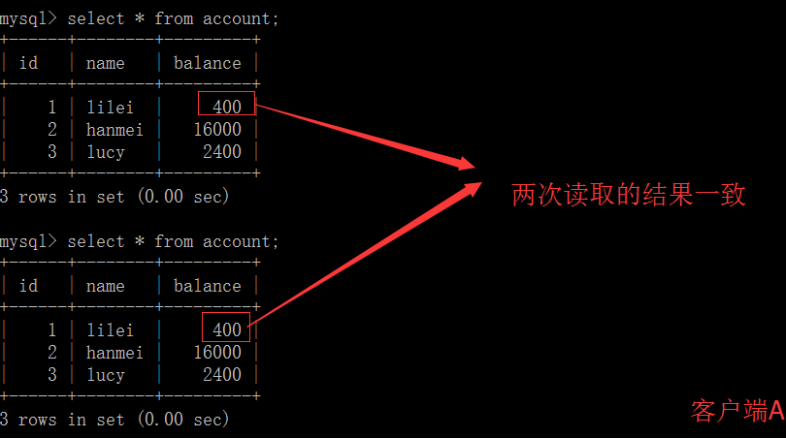 mysql> select * from account;
+------+--------+---------+
| id   | name   | balance |
+------+--------+---------+
|    1 | lilei  |     400 |
|    2 | hanmei |   16000 |
|    3 | lucy   |    2400 |
+------+--------+---------+
3 rows in set (0.00 sec)
两次读取的结果一致
mysql> select * from account;
+------+--------+---------+
| id   | name   | balance |
+------+--------+---------+
|    1 | lilei  |     400 |
|    2 | hanmei |   16000 |
|    3 | lucy   |    2400 |
+------+--------+---------+
3 rows in set (0.00 sec)
客户端A